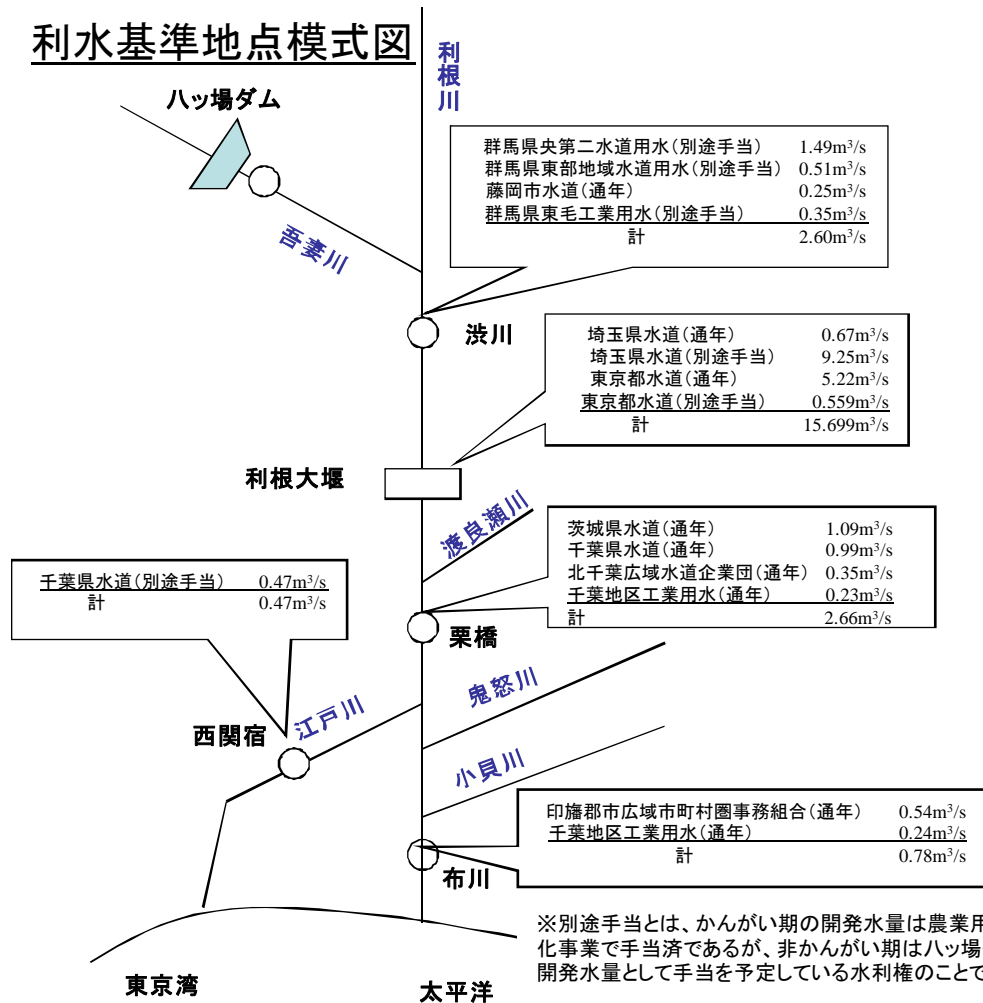 利水基準地点模式図
利根川
八ッ場ダム
吾妻川
群馬県央第二水道用水(別途手当) 1.49m³/s
群馬県東部地域水道用水(別途手当) 0.51m³/s
藤岡市水道(通年) 0.25m³/s
群馬県東毛工業用水(別途手当) 0.35m³/s
計 2.60m³/s
渋川
埼玉県水道(通年) 0.67m³/s
埼玉県水道(別途手当) 9.25m³/s
東京都水道(通年) 5.22m³/s
東京都水道(別途手当) 0.559m³/s
計 15.699m³/s
利根大堰
渡良瀬川
茨城県水道(通年) 1.09m³/s
千葉県水道(通年) 0.99m³/s
北千葉広域水道企業団(通年) 0.35m³/s
千葉地区工業用水(通年) 0.23m³/s
計 2.66m³/s
千葉県水道(別途手当) 0.47m³/s
計 0.47m³/s
栗橋
鬼怒川
江戸川
西関宿
小貝川
印旛郡市広域市町村圏事務組合(通年) 0.54m³/s
千葉地区工業用水(通年) 0.24m³/s
計 0.78m³/s
布川
※別途手当とは、かんがい期の開発水量は農業用
化事業で手当済であるが、非かんがい期は八ッ場
開発水量として手当を予定している水利権のことで
東京湾
太平洋